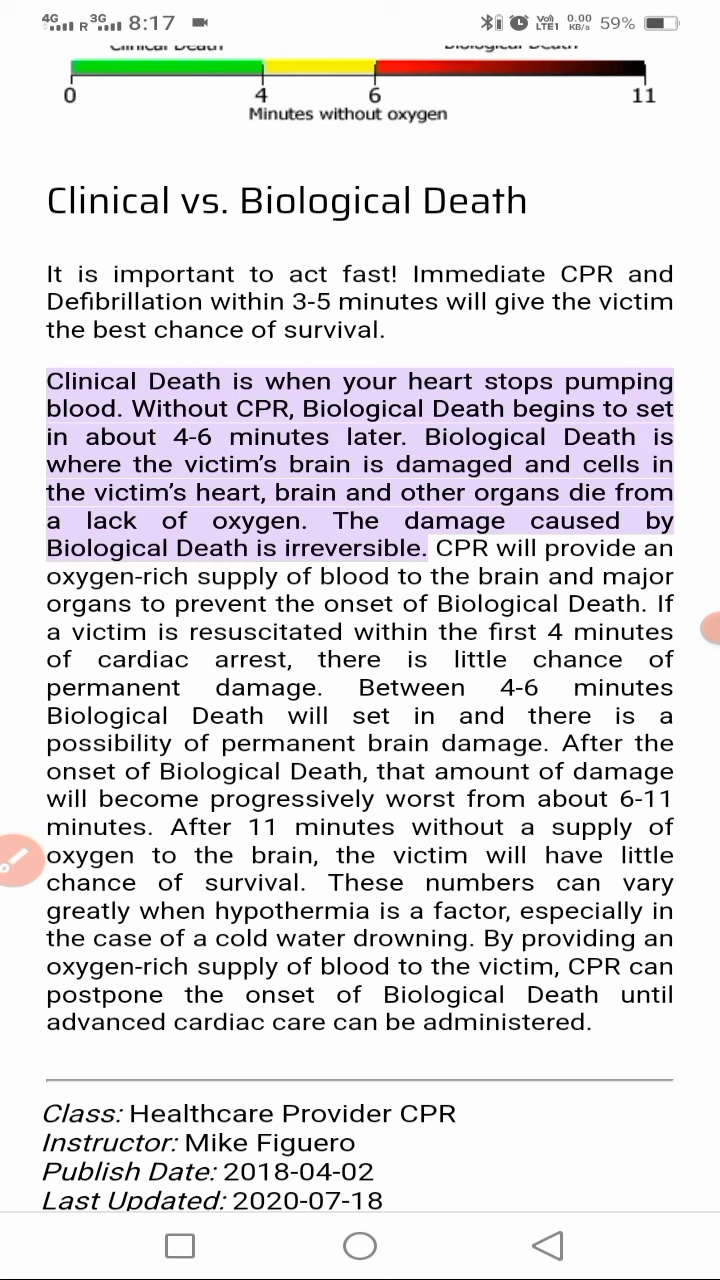 4G R 3G 8:17 VoI) LTE1 0.00 KB/s 59%
Clinical Death Biological Death
0 4 6 11
Minutes without oxygen
Clinical vs. Biological Death
It is important to act fast! Immediate CPR and
Defibrillation within 3-5 minutes will give the victim
the best chance of survival.
Clinical Death is when your heart stops pumping
blood. Without CPR, Biological Death begins to set
in about 4-6 minutes later. Biological Death is
where the victim’s brain is damaged and cells in
the victim’s heart, brain and other organs die from
a lack of oxygen. The damage caused by
Biological Death is irreversible. CPR will provide an
oxygen-rich supply of blood to the brain and major
organs to prevent the onset of Biological Death. If
a victim is resuscitated within the first 4 minutes
of cardiac arrest, there is little chance of
permanent damage. Between 4-6 minutes
Biological Death will set in and there is a
possibility of permanent brain damage. After the
onset of Biological Death, that amount of damage
will become progressively worst from about 6-11
minutes. After 11 minutes without a supply of
oxygen to the brain, the victim will have little
chance of survival. These numbers can vary
greatly when hypothermia is a factor, especially in
the case of a cold water drowning. By providing an
oxygen-rich supply of blood to the victim, CPR can
postpone the onset of Biological Death until
advanced cardiac care can be administered.
Class: Healthcare Provider CPR
Instructor: Mike Figuero
Publish Date: 2018-04-02
Last Updated: 2020-07-18